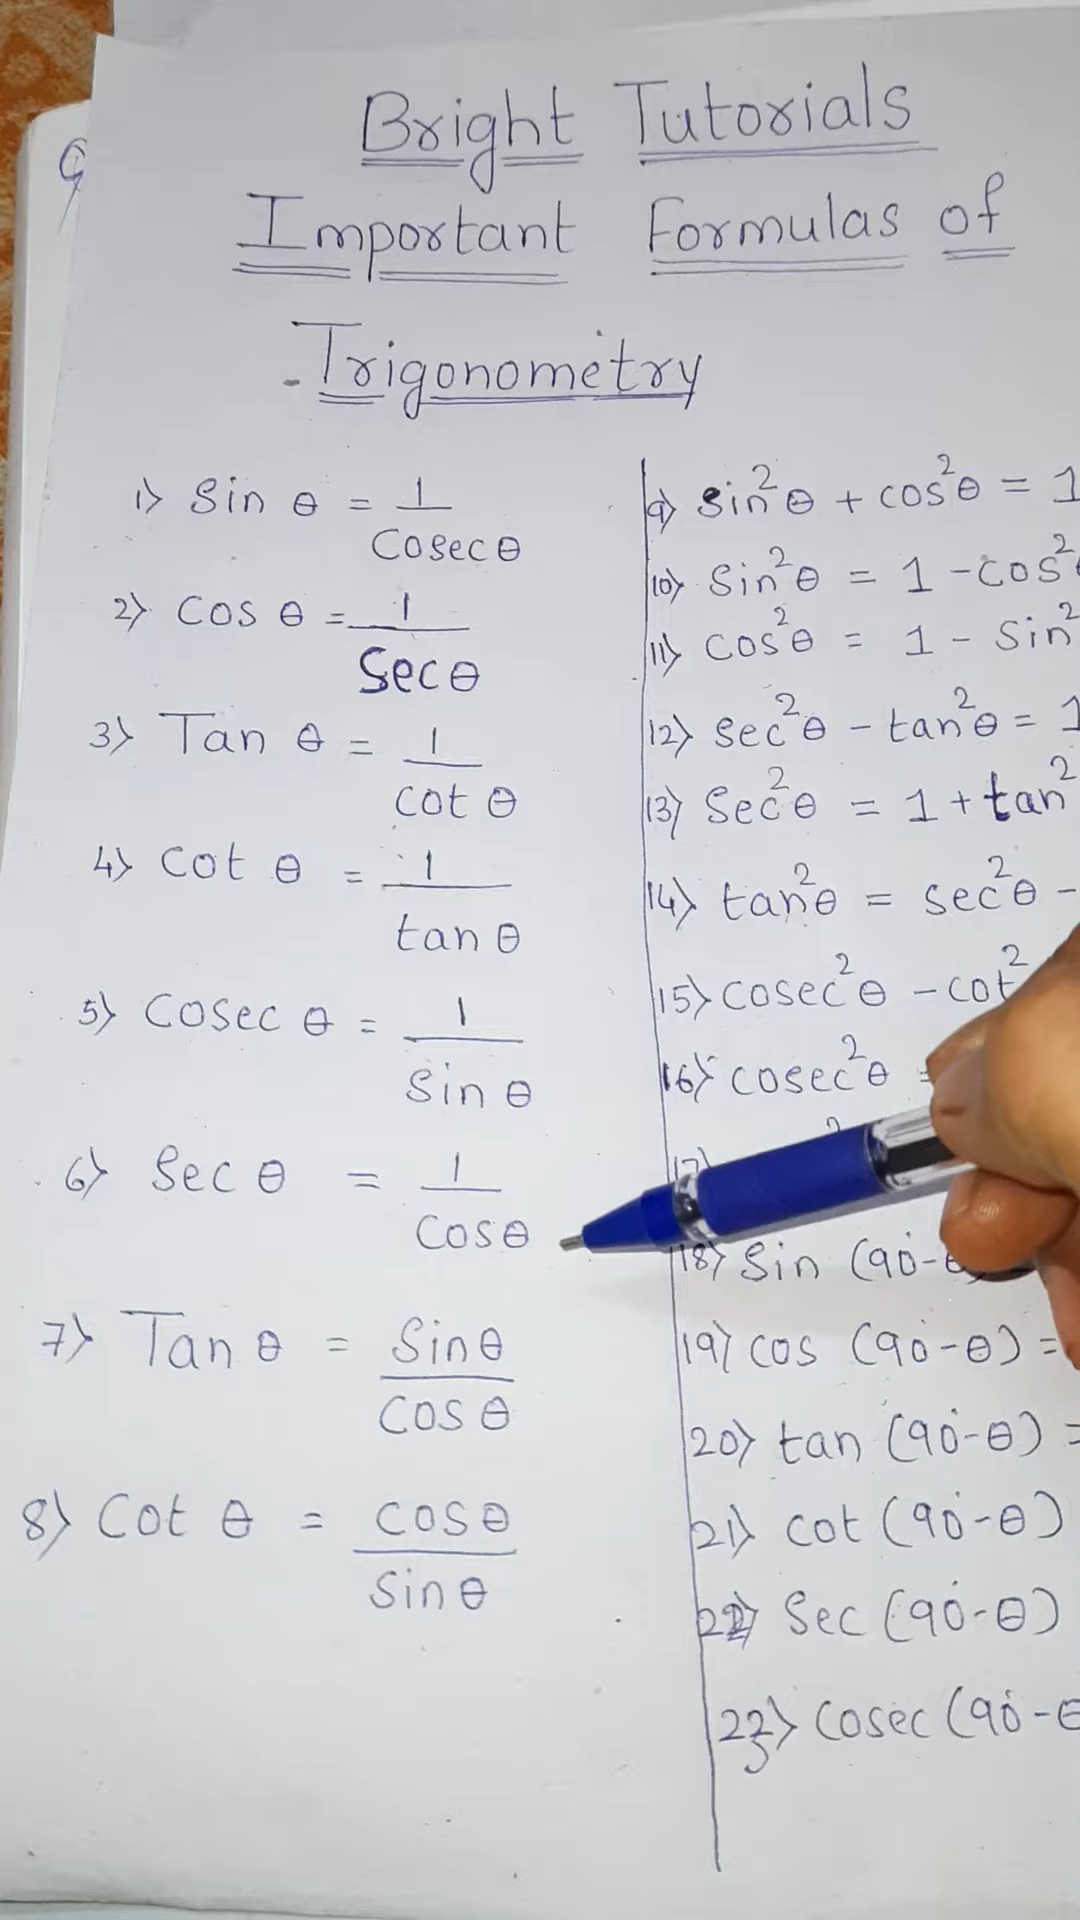 Bright Tutorials
Important Formulas of
Trigonometry
1) Sin θ = 1/Cosec θ
2) Cos θ = 1/Sec θ
3) Tan θ = 1/cot θ
4) Cot θ = 1/tan θ
5) Cosec θ = 1/Sin θ
6) Sec θ = 1/Cos θ
7) Tan θ = Sin θ/Cos θ
8) Cot θ = Cos θ/Sin θ
9) Sin²θ + cos²θ = 1
10) Sin²θ = 1 - cos²
11) Cos²θ = 1 - Sin²
12) Sec²θ - tan²θ = 1
13) Sec²θ = 1 + tan²
14) tan²θ = sec²θ -
15) Cosec²θ - cot²
16) Cosec²θ =
17)
18) Sin (90°-θ)
19) Cos (90°-θ) =
20) tan (90°-θ) =
21) cot (90°-θ)
22) Sec (90°-θ)
23) Cosec (90°-θ